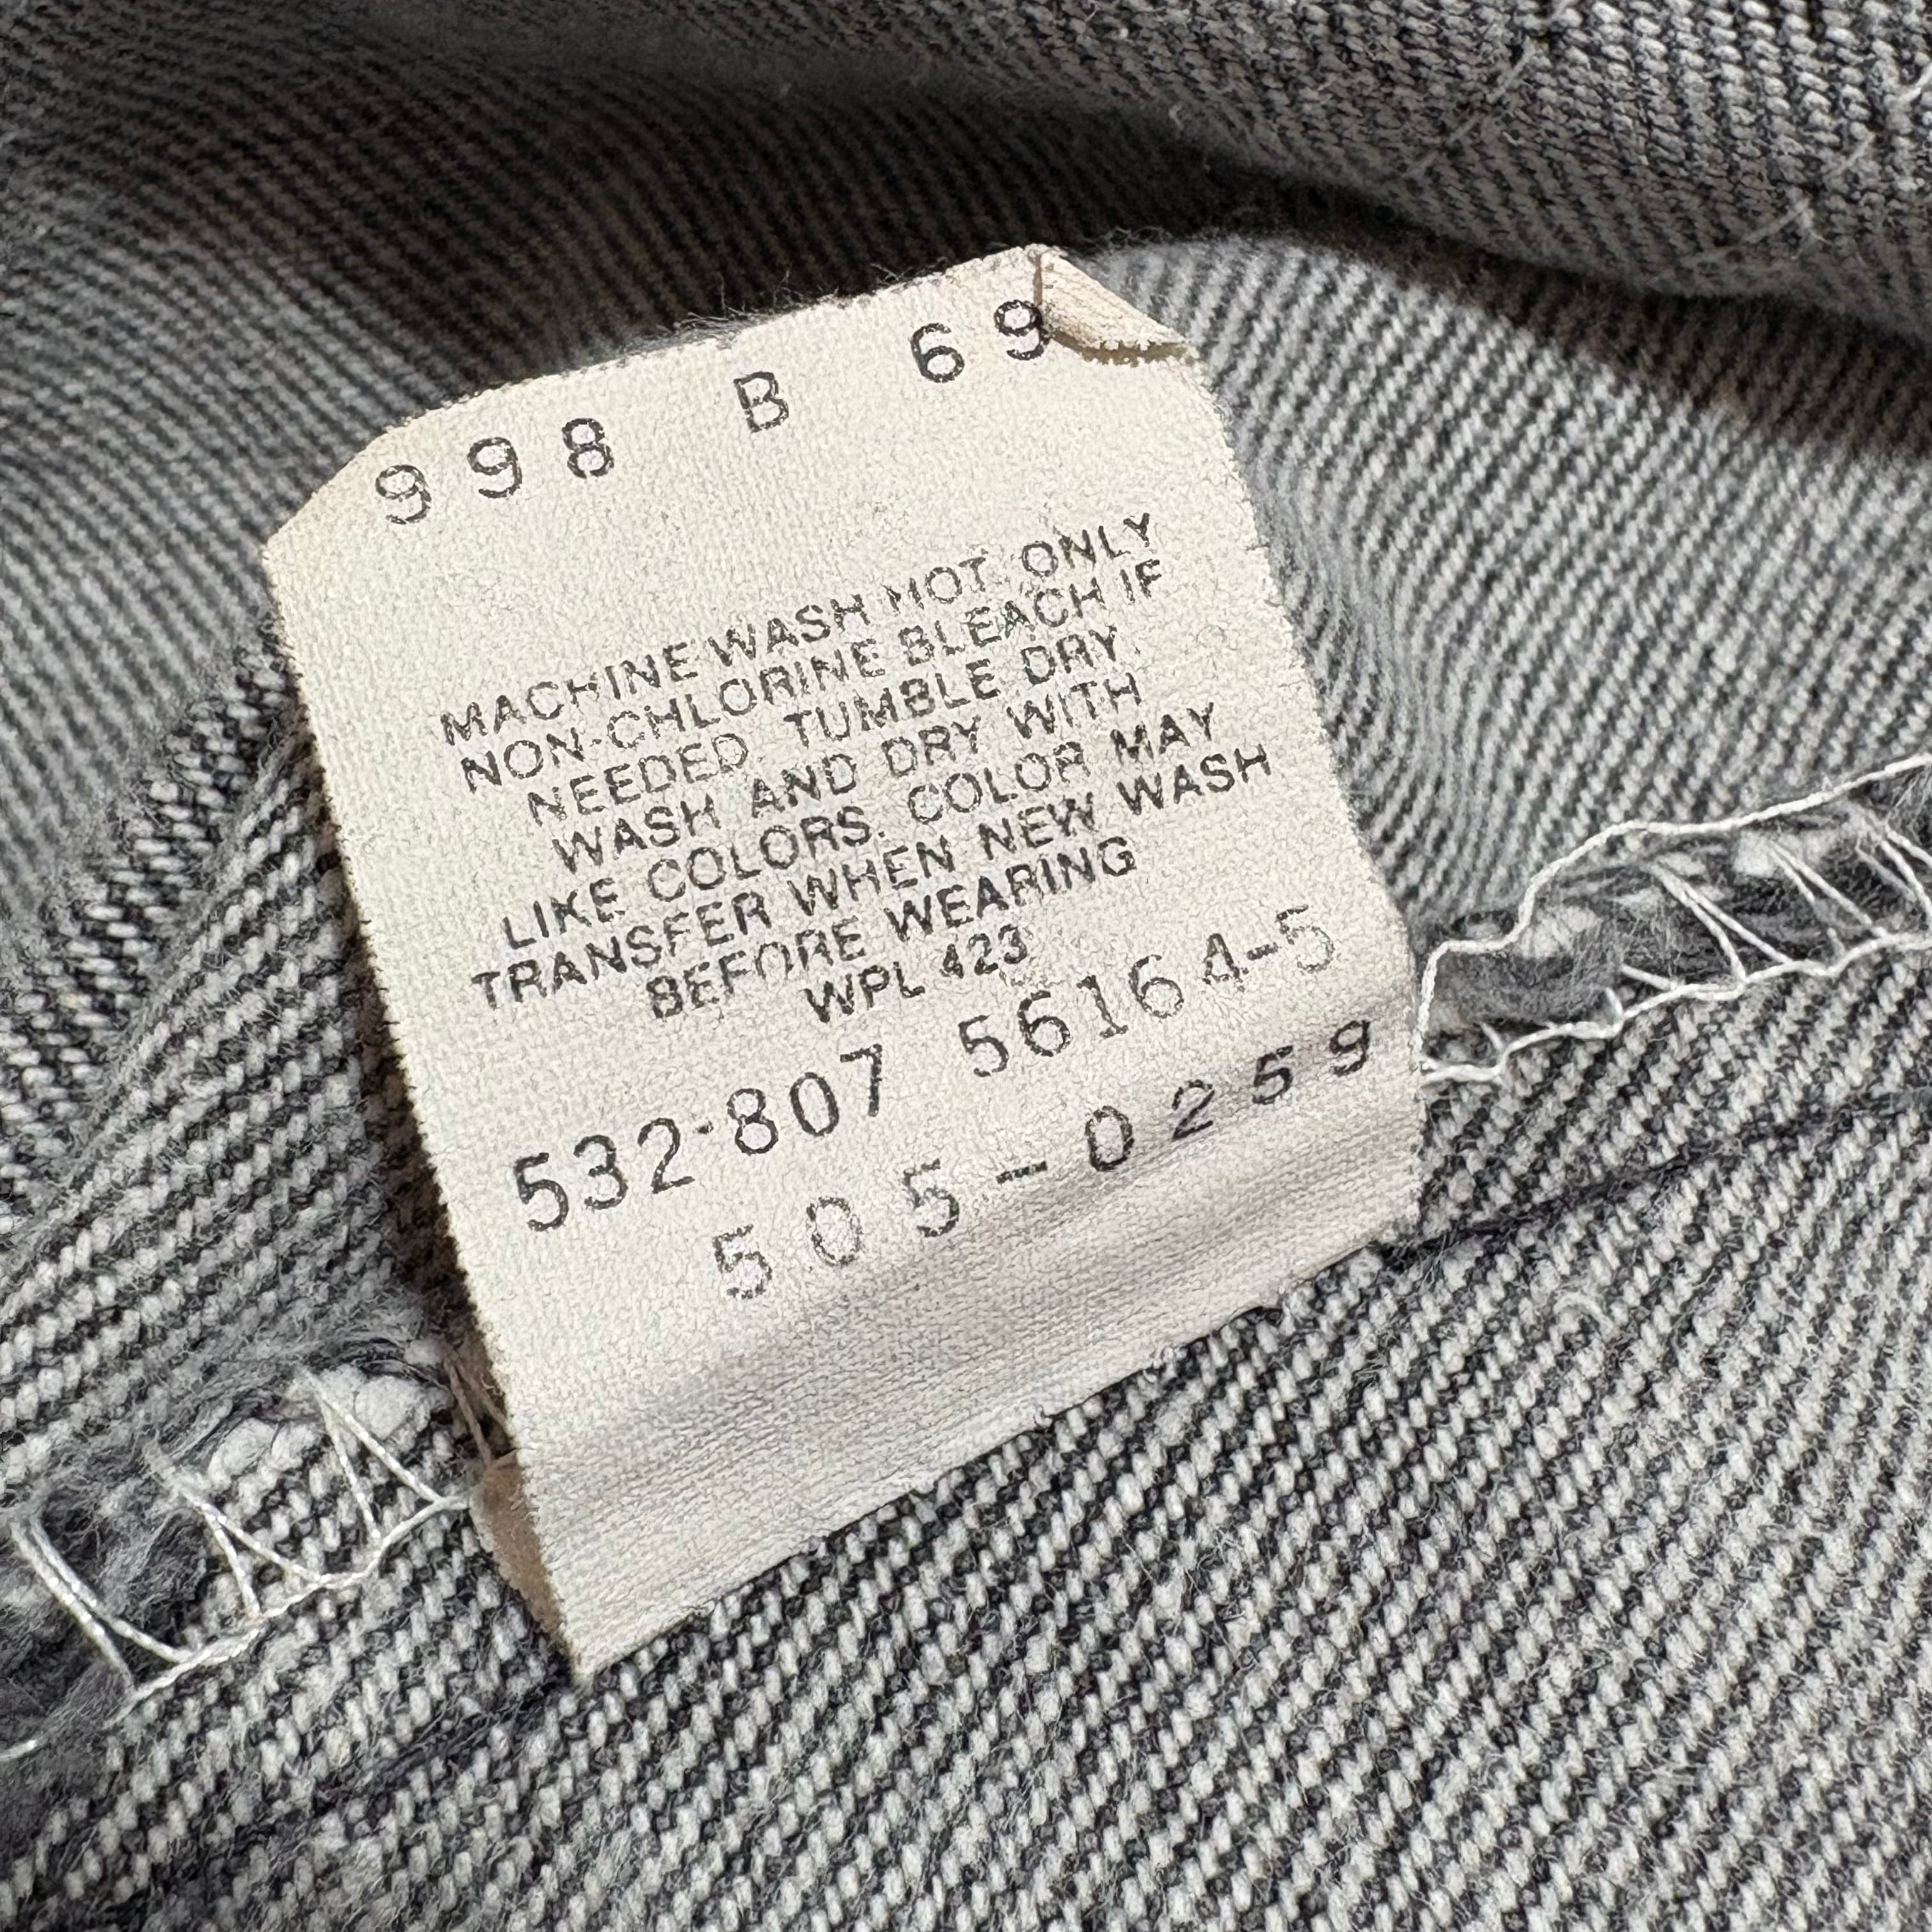 998 B 69
MACHINE WASH HOT. ONLY
NON-CHLORINE BLEACH IF
NEEDED. TUMBLE DRY.
WASH AND DRY WITH
LIKE COLORS. COLOR MAY
TRANSFER WHEN NEW WASH
BEFORE WEARING
WPL 423
532-807 56164-5
505-0259